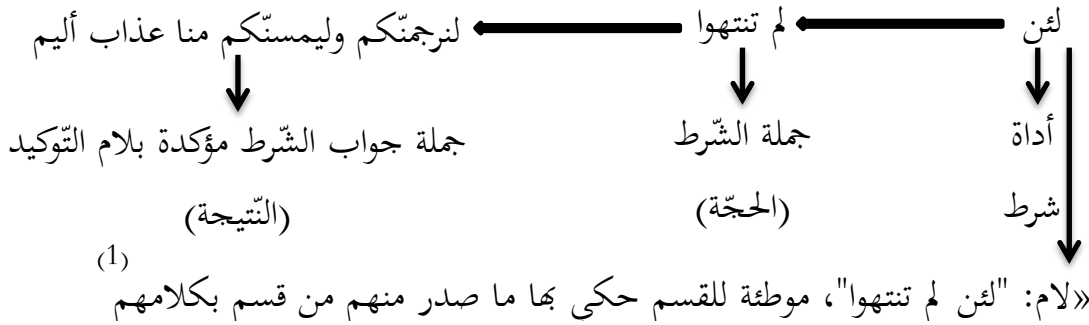 لئن لم تنتهوا لنرجمنّكم وليمسنّكم منا عذاب أليم
أداة جملة الشّرط جملة جواب الشّرط مؤكدة بلام التّوكيد
شرط (الحجّة) (النّتيجة)
«لام: "لئن لم تنتهوا"، موطئة للقسم حكى بها ما صدر منهم من قسم بكلامهم(1)